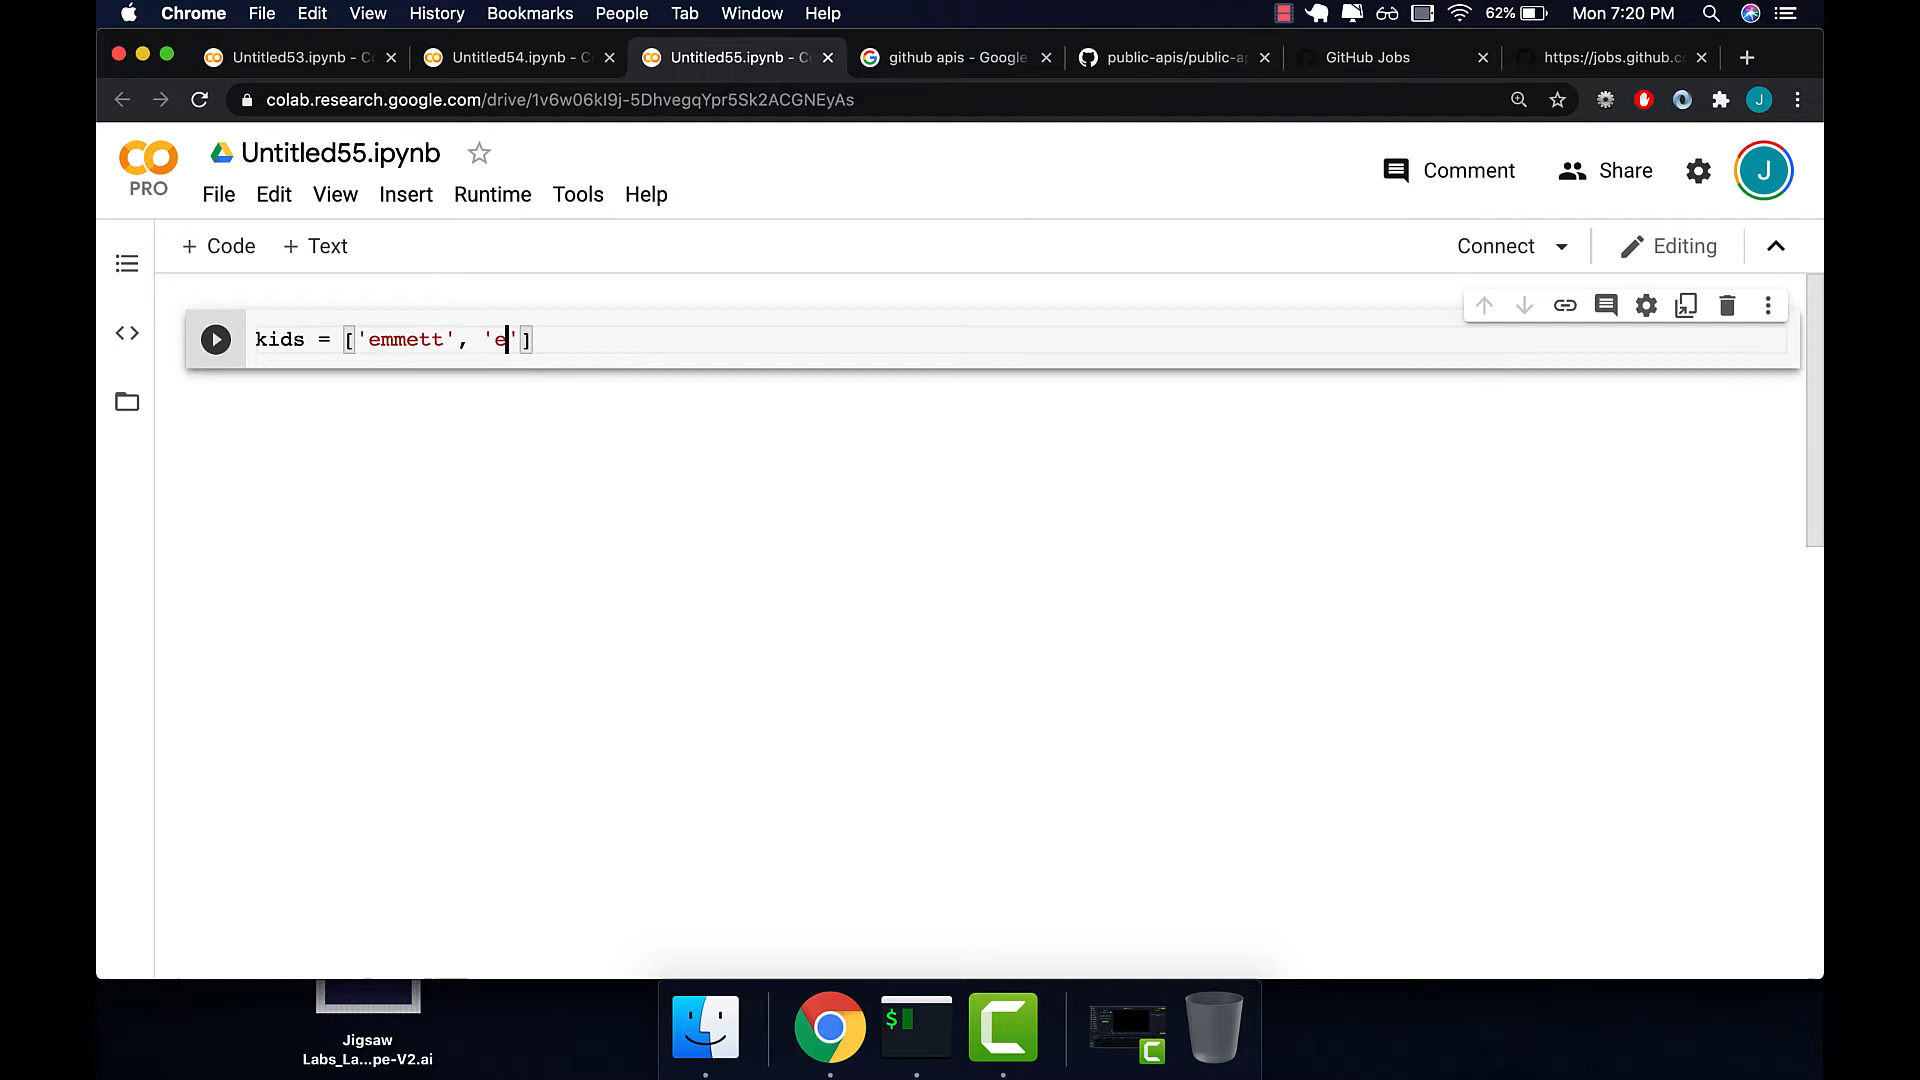 Chrome File Edit View History Bookmarks People Tab Window Help 62% Mon 7:20 PM
Untitled53.ipynb - C Untitled54.ipynb - C Untitled55.ipynb - C github apis - Google public-apis/public-a GitHub Jobs https://jobs.github.c
colab.research.google.com/drive/1v6w06kI9j-5DhvegqYpr5Sk2ACGNEyAs J
CO Untitled55.ipynb
PRO Comment Share J
File Edit View Insert Runtime Tools Help
+ Code + Text Connect Editing
kids = ['emmett', 'e']
$
Jigsaw
Labs_La...pe-V2.ai